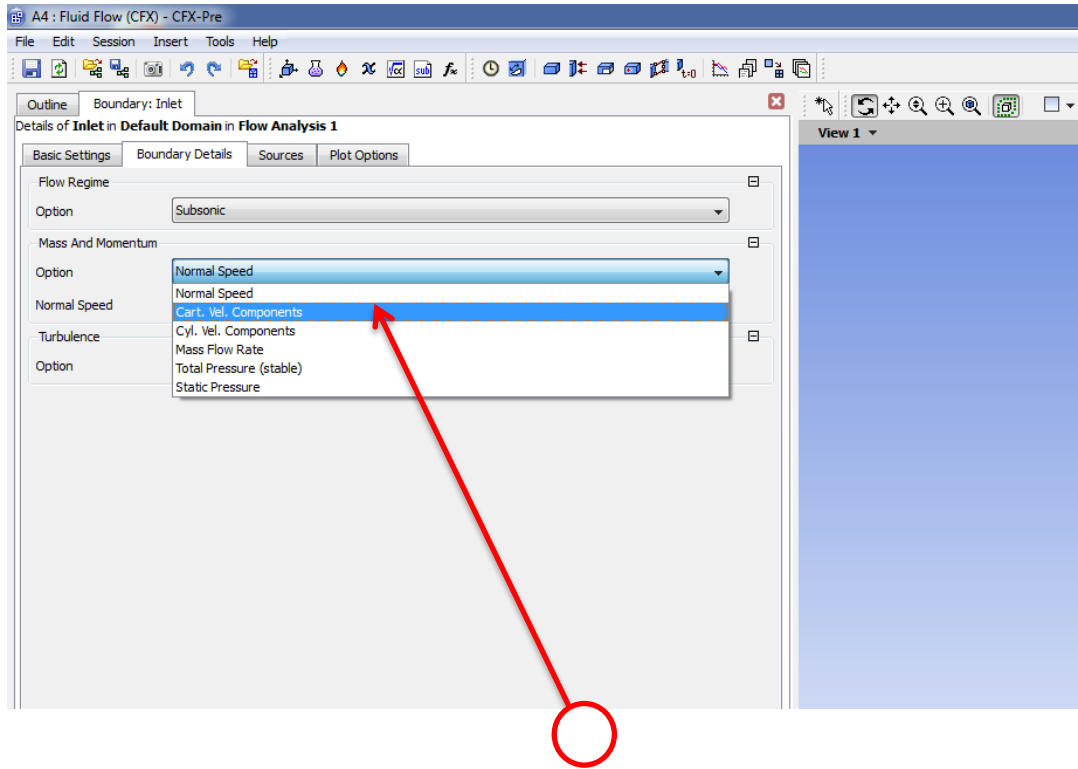 A4 : Fluid Flow (CFX) - CFX-Pre
File Edit Session Insert Tools Help
Outline Boundary: Inlet
Details of Inlet in Default Domain in Flow Analysis 1
View 1
Basic Settings Boundary Details Sources Plot Options
Flow Regime
Option Subsonic
Mass And Momentum
Option Normal Speed
Normal Speed
Normal Speed
Cart. Vel. Components
Cyl. Vel. Components
Turbulence
Mass Flow Rate
Option
Total Pressure (stable)
Static Pressure